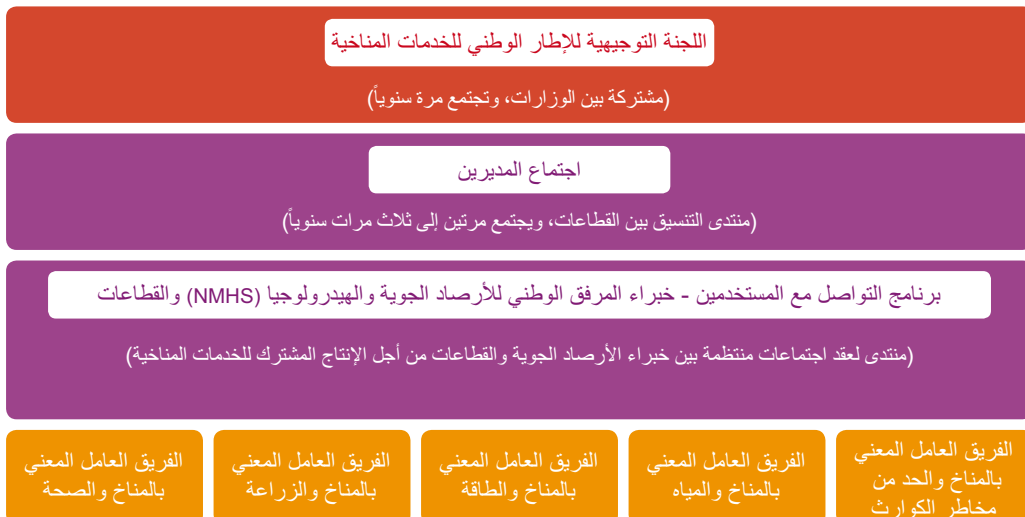 اللجنة التوجيهية للإطار الوطني للخدمات المناخية
(مشتركة بين الوزارات، وتجتمع مرة سنوياً)
اجتماع المديرين
(منتدى التنسيق بين القطاعات، ويجتمع مرتين إلى ثلاث مرات سنوياً)
برنامج التواصل مع المستخدمين - خبراء المرفق الوطني للأرصاد الجوية والهيدرولوجيا (NMHS) والقطاعات
(منتدى لعقد اجتماعات منتظمة بين خبراء الأرصاد الجوية والقطاعات من أجل الإنتاج المشترك للخدمات المناخية)
الفريق العامل المعني
بالمناخ والحد من
مخاطر الكوارث
الفريق العامل المعني
بالمناخ والمياه
الفريق العامل المعني
بالمناخ والطاقة
الفريق العامل المعني
بالمناخ والزراعة
الفريق العامل المعني
بالمناخ والصحة